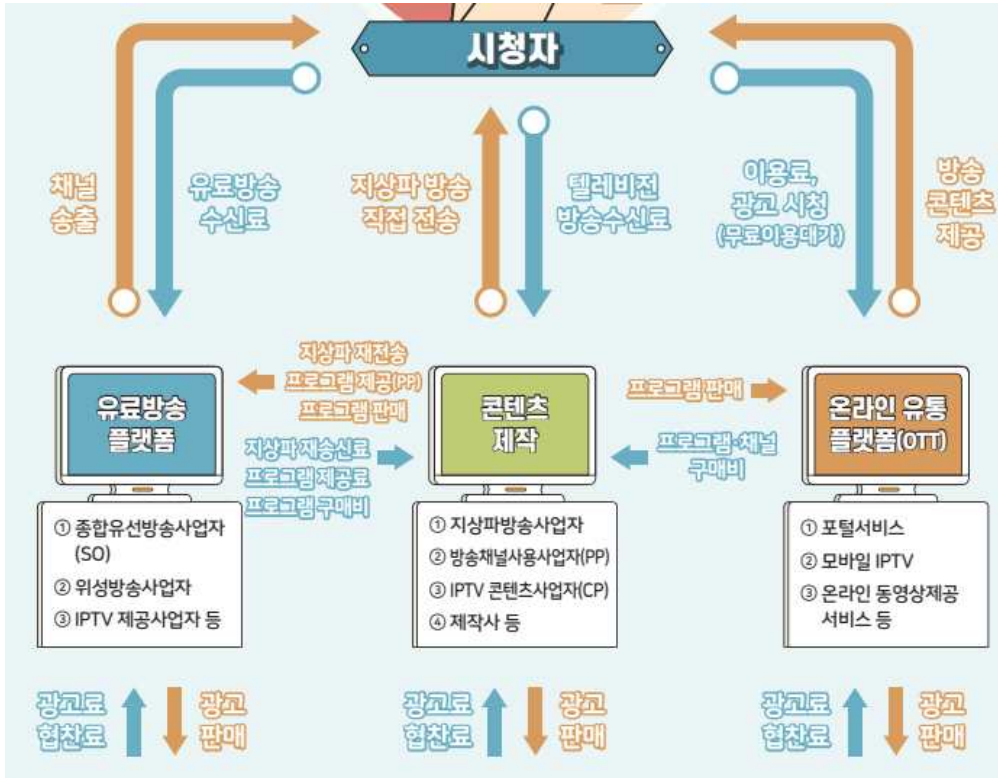 시청자
채널
송출
유료방송
수신료
지상파 방송
직접 전송
텔레비전
방송수신료
이용료,
광고 시청
(무료이용대가)
방송
콘텐츠
제공
지상파 재전송
프로그램 제공(PP)
프로그램 판매
지상파 재송신료
프로그램 제공료
프로그램 구매비
프로그램 판매
프로그램·채널
구매비
유료방송
플랫폼
① 종합유선방송사업자
(SO)
② 위성방송사업자
③ IPTV 제공사업자 등
콘텐츠
제작
① 지상파방송사업자
② 방송채널사용사업자(PP)
③ IPTV 콘텐츠사업자(CP)
④ 제작사 등
온라인 유통
플랫폼(OTT)
① 포털서비스
② 모바일 IPTV
③ 온라인 동영상제공
서비스 등
광고료
협찬료
광고
판매
광고료
협찬료
광고
판매
광고료
협찬료
광고
판매